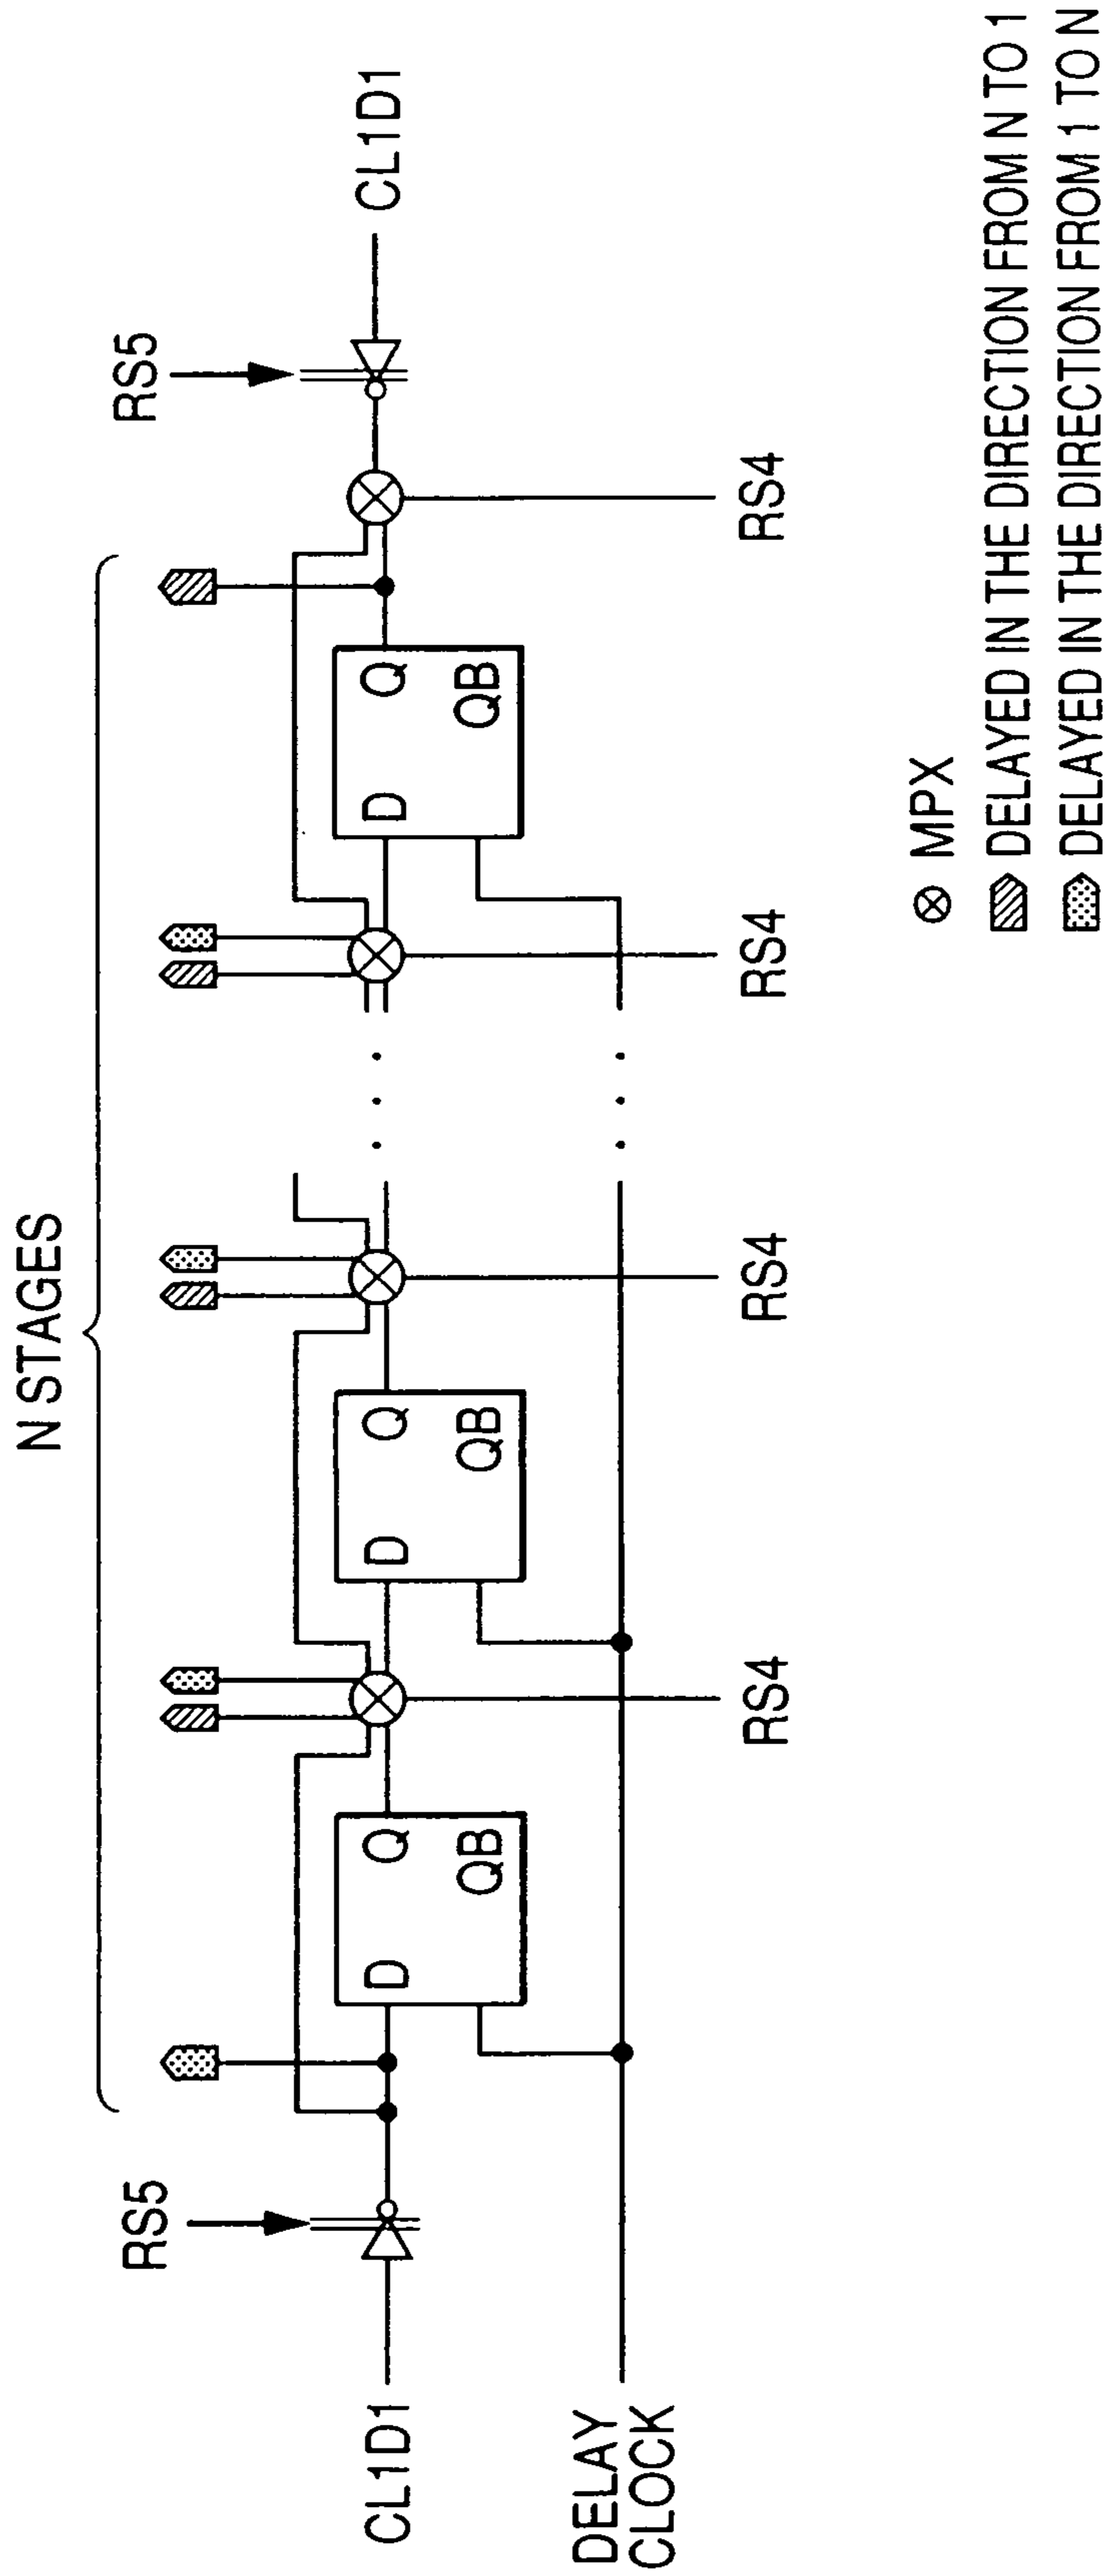 N STAGES
RS5
RS5
CL1D1
CL1D1
D
Q
QB
D
Q
QB
D
Q
QB
RS4
RS4
RS4
RS4
DELAY
CLOCK
MPX
DELAYED IN THE DIRECTION FROM N TO 1
DELAYED IN THE DIRECTION FROM 1 TO N